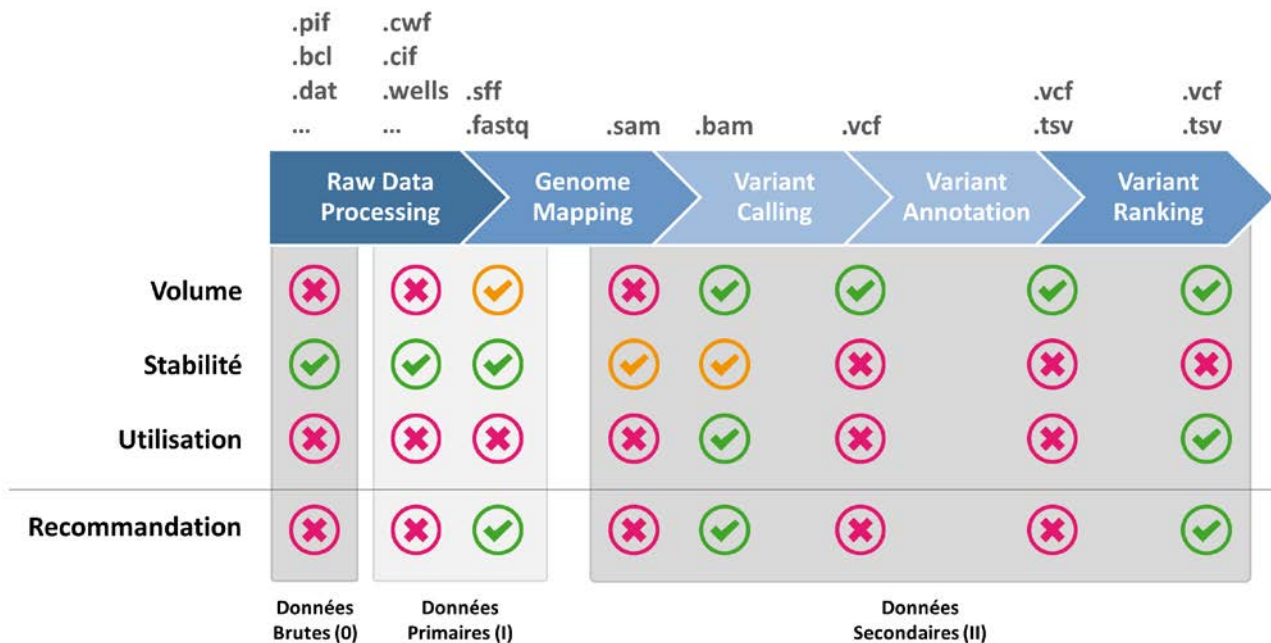 .pif .cwf
.bcl .cif
.dat .wells .sff .vcf .vcf
... ... .fastq .sam .bam .vcf .tsv .tsv
Raw Data Genome Variant Variant Variant
Processing Mapping Calling Annotation Ranking
Volume
Stabilité
Utilisation
Recommandation
Données Données Données
Brutes (0) Primaires (I) Secondaires (II)